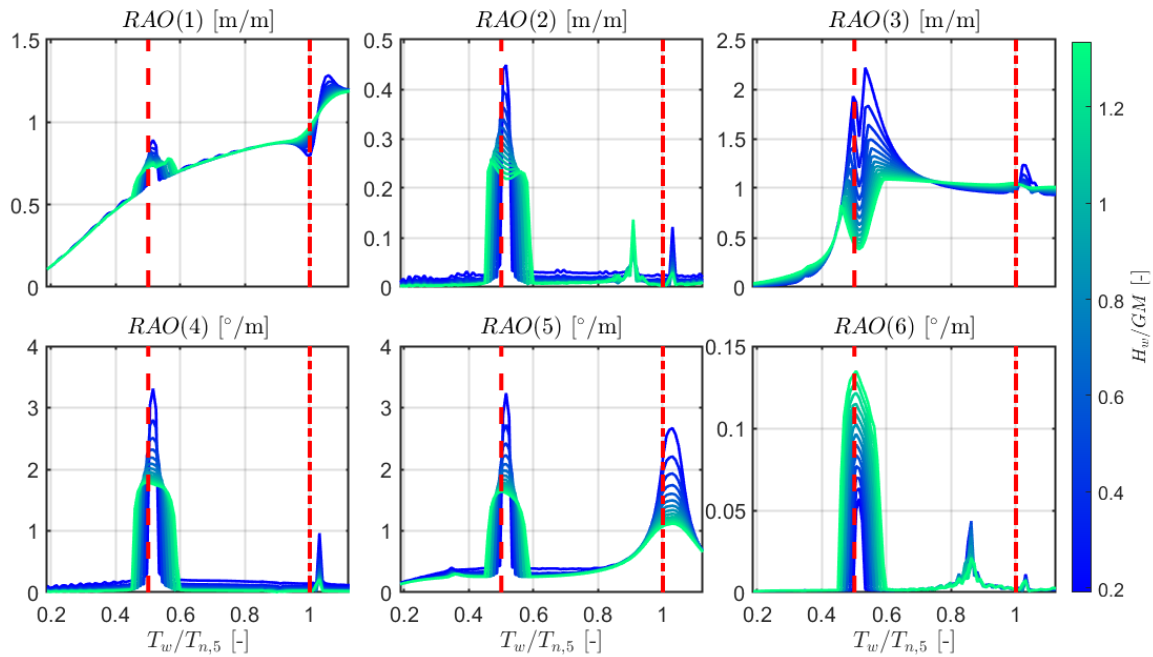 RAO(1) [m/m]
RAO(2) [m/m]
RAO(3) [m/m]
1.5
1
0.5
0
0.5
0.4
0.3
0.2
0.1
0
2.5
2
1.5
1
0.5
0
RAO(4) [°/m]
RAO(5) [°/m]
RAO(6) [°/m]
4
3
2
1
0
4
3
2
1
0
0.15
0.1
0.05
0
0.2 0.4 0.6 0.8 1
0.2 0.4 0.6 0.8 1
0.2 0.4 0.6 0.8 1
T_w/T_{n,5} [-]
T_w/T_{n,5} [-]
T_w/T_{n,5} [-]
1.2
1
0.8
0.6
0.4
0.2
H_w/GM [-]